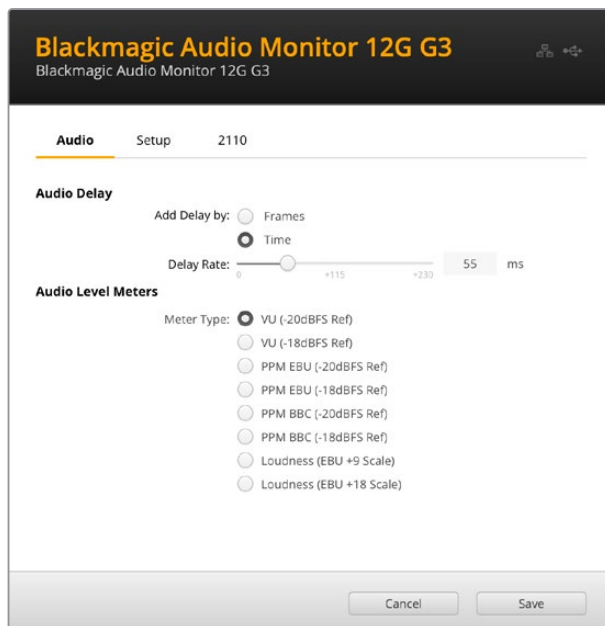 Blackmagic Audio Monitor 12G G3
Blackmagic Audio Monitor 12G G3
Audio Setup 2110
Audio Delay
Add Delay by: Frames
Time
Delay Rate: 55 ms
0 +115 +230
Audio Level Meters
Meter Type: VU (-20dBFS Ref)
VU (-18dBFS Ref)
PPM EBU (-20dBFS Ref)
PPM EBU (-18dBFS Ref)
PPM BBC (-20dBFS Ref)
PPM BBC (-18dBFS Ref)
Loudness (EBU +9 Scale)
Loudness (EBU +18 Scale)
Cancel Save